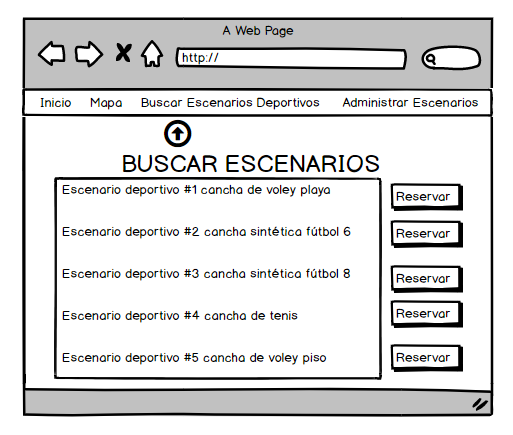 A Web Page
http://
Inicio Mapa Buscar Escenarios Deportivos Administrar Escenarios
BUSCAR ESCENARIOS
Escenario deportivo #1 cancha de voley playa Reservar
Escenario deportivo #2 cancha sintética fútbol 6 Reservar
Escenario deportivo #3 cancha sintética fútbol 8 Reservar
Escenario deportivo #4 cancha de tenis Reservar
Escenario deportivo #5 cancha de voley piso Reservar